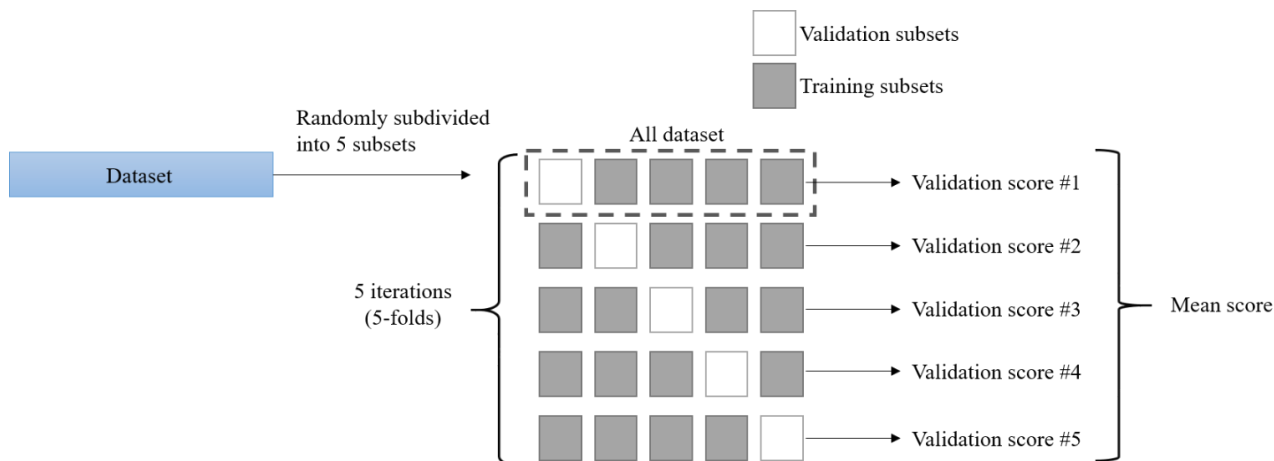 Validation subsets
Training subsets
Randomly subdivided
into 5 subsets
All dataset
Dataset
Validation score #1
Validation score #2
5 iterations
(5-folds)
Validation score #3
Mean score
Validation score #4
Validation score #5